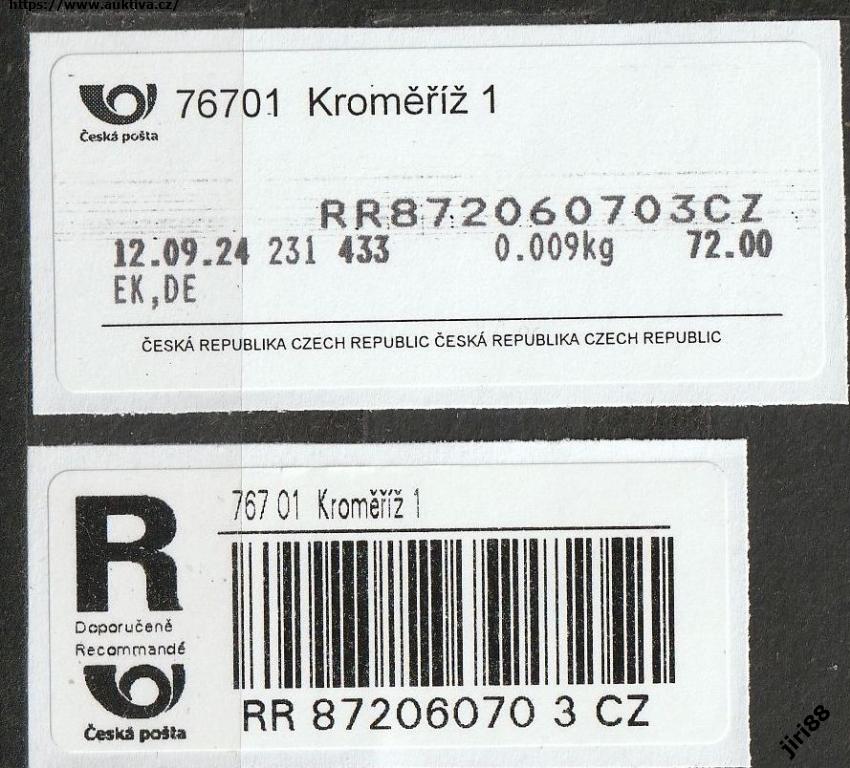 https://www.auktiva.cz/
Česká pošta
76701 Kroměříž 1
RR872060703CZ
12.09.24 231 433 0.009kg 72.00
EK,DE
ČESKÁ REPUBLIKA CZECH REPUBLIC ČESKÁ REPUBLIKA CZECH REPUBLIC
R
Doporučeně
Recommandé
Česká pošta
767 01 Kroměříž 1
RR 87206070 3 CZ
jiri88